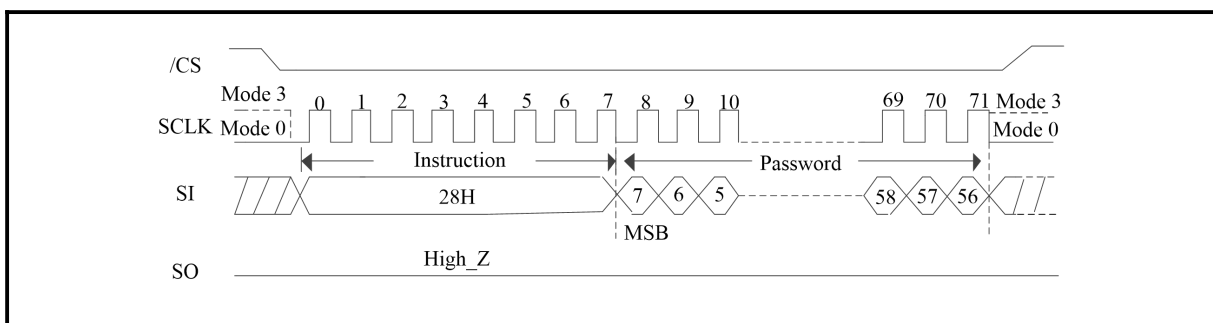 /CS
Mode 3
0 1 2 3 4 5 6 7 8 9 10 69 70 71 Mode 3
SCLK Mode 0 Mode 0
Instruction Password
SI 28H 7 6 5 58 57 56
MSB
High_Z
SO